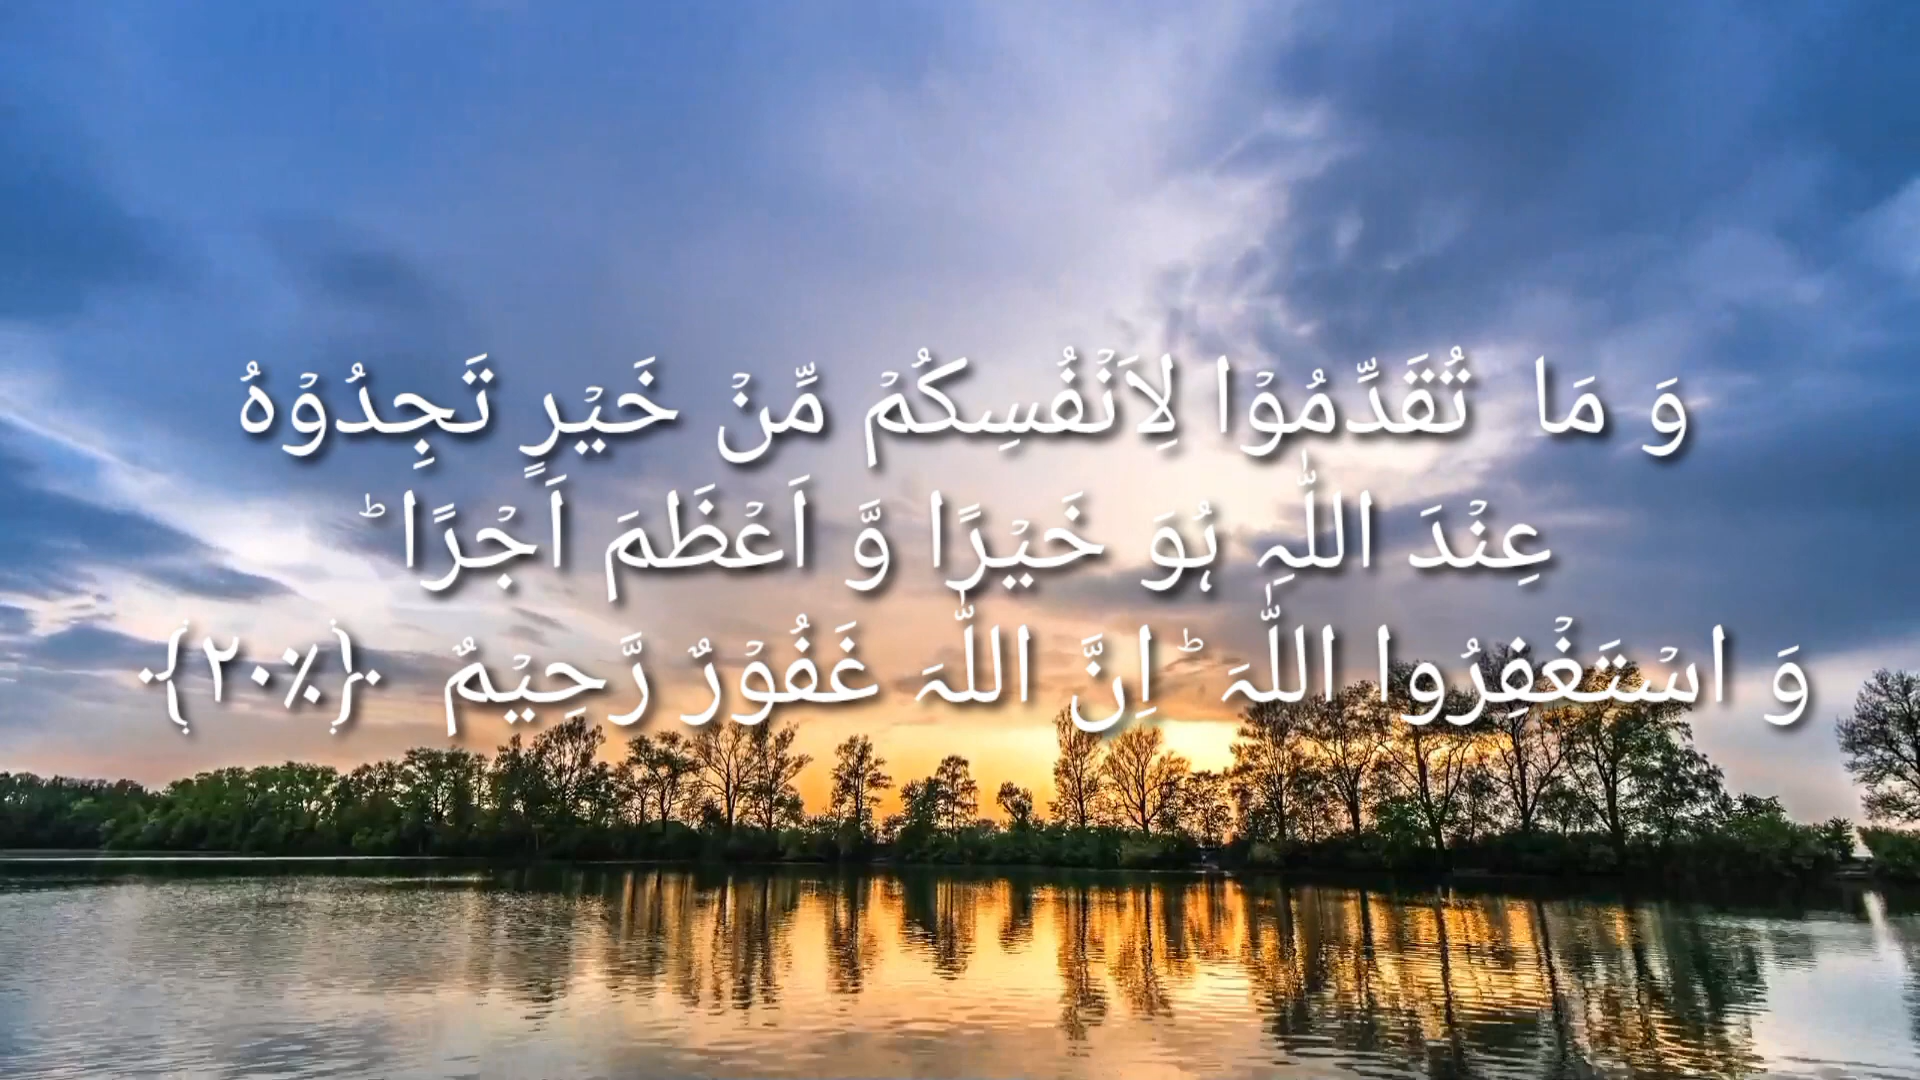 وَ مَا تُقَدِّمُوۡا لِاَنۡفُسِکُمۡ مِّنۡ خَیۡرٍ تَجِدُوۡہُ
عِنۡدَ اللّٰہِ ہُوَ خَیۡرًا وَّ اَعۡظَمَ اَجۡرًا ؕ
وَ اسۡتَغۡفِرُوا اللّٰہَ ؕ اِنَّ اللّٰہَ غَفُوۡرٌ رَّحِیۡمٌ ﴿٪۲۰﴾